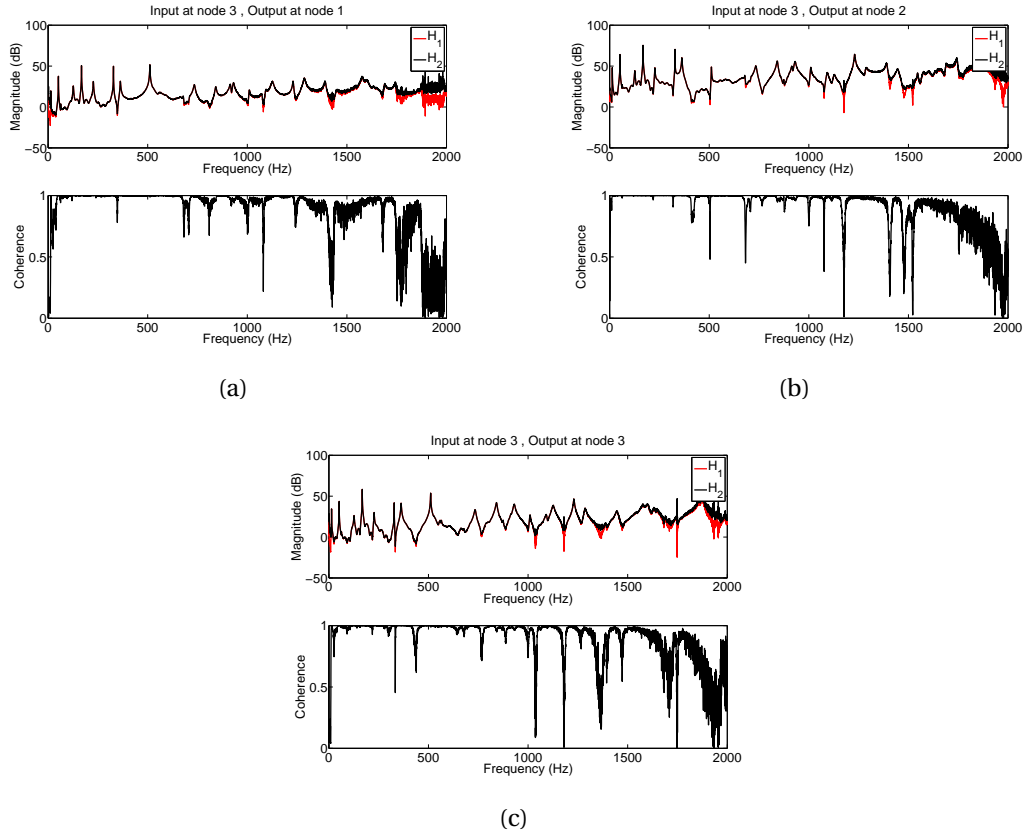 Input at node 3 , Output at node 1
100
50
0
−50
Magnitude (dB)
H1
H2
0 500 1000 1500 2000
Frequency (Hz)
1
0.5
0
Coherence
0 500 1000 1500 2000
Frequency (Hz)
(a)
Input at node 3 , Output at node 2
100
50
0
−50
Magnitude (dB)
H1
H2
0 500 1000 1500 2000
Frequency (Hz)
1
0.5
0
Coherence
0 500 1000 1500 2000
Frequency (Hz)
(b)
Input at node 3 , Output at node 3
100
50
0
−50
Magnitude (dB)
H1
H2
0 500 1000 1500 2000
Frequency (Hz)
1
0.5
0
Coherence
0 500 1000 1500 2000
Frequency (Hz)
(c)